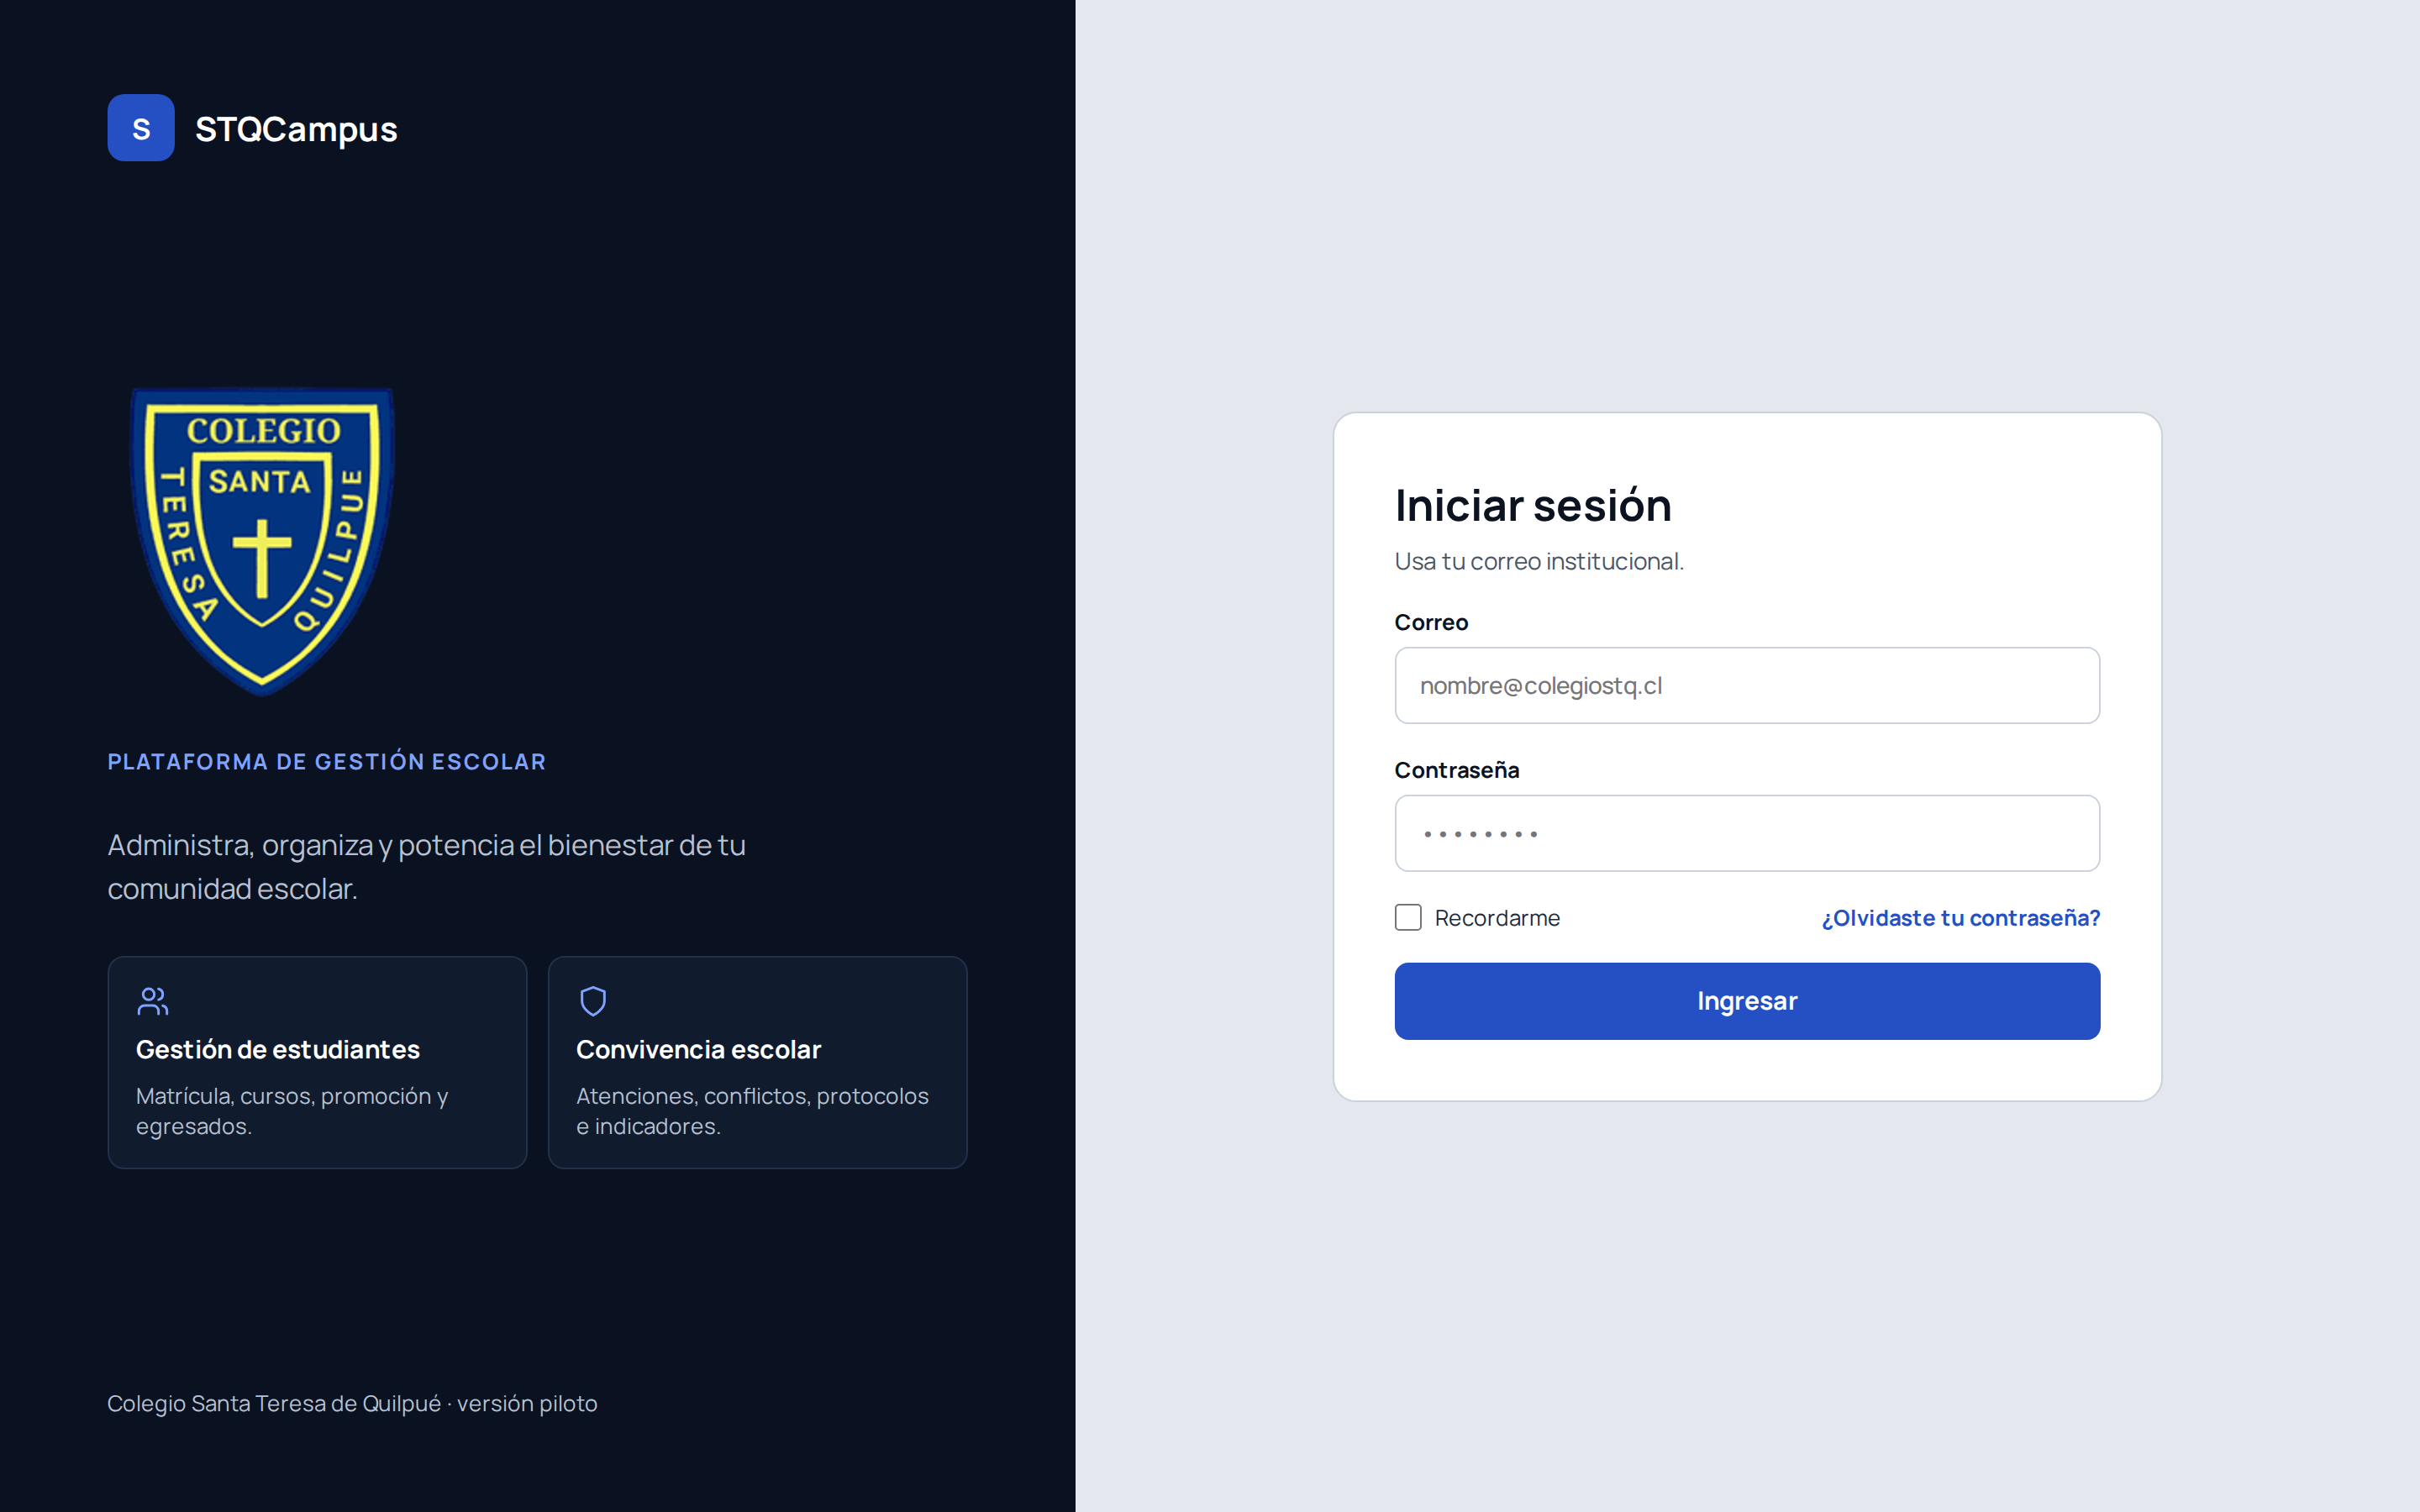 S
STQCampus
COLEGIO
SANTA
TERESA
QUILPUE
PLATAFORMA DE GESTIÓN ESCOLAR
Administra, organiza y potencia el bienestar de tu
comunidad escolar.
Gestión de estudiantes
Matrícula, cursos, promoción y
egresados.
Convivencia escolar
Atenciones, conflictos, protocolos
e indicadores.
Colegio Santa Teresa de Quilpué · versión piloto
Iniciar sesión
Usa tu correo institucional.
Correo
nombre@colegiostq.cl
Contraseña
••••••••
Recordarme
¿Olvidaste tu contraseña?
Ingresar